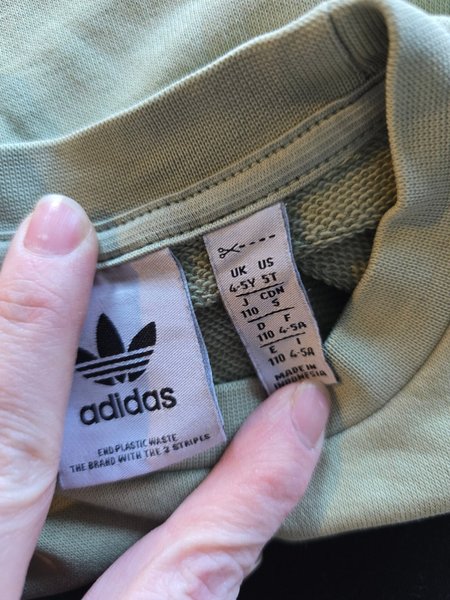 adidas
END PLASTIC WASTE
THE BRAND WITH THE 3 STRIPES
UK US
4-5Y 5T
J CDN
110 5
D F
110 4-5A
E I
110 4-5A
MADE IN
INDONESIA